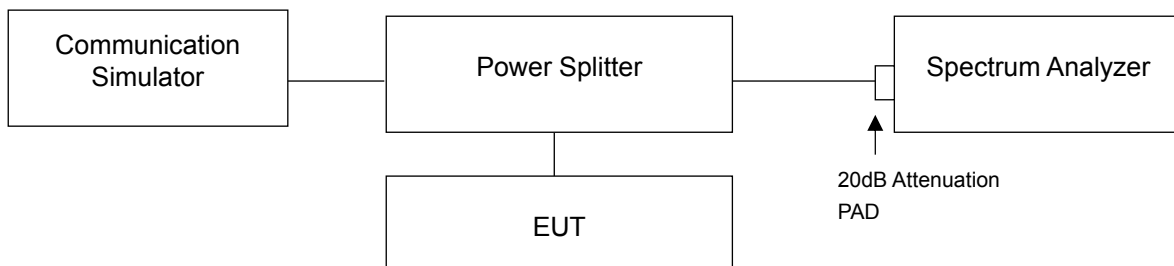 Communication
Simulator
Power Splitter
Spectrum Analyzer
20dB Attenuation
PAD
EUT